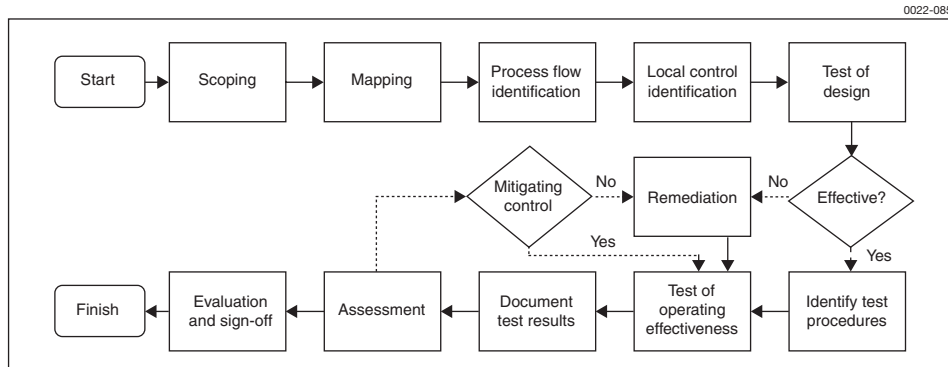 0022-085
Start
Scoping
Mapping
Process flow
identification
Local control
identification
Test of
design
Mitigating
control
No
Remediation
No
Effective?
Yes
Yes
Finish
Evaluation
and sign-off
Assessment
Document
test results
Test of
operating
effectiveness
Identify test
procedures